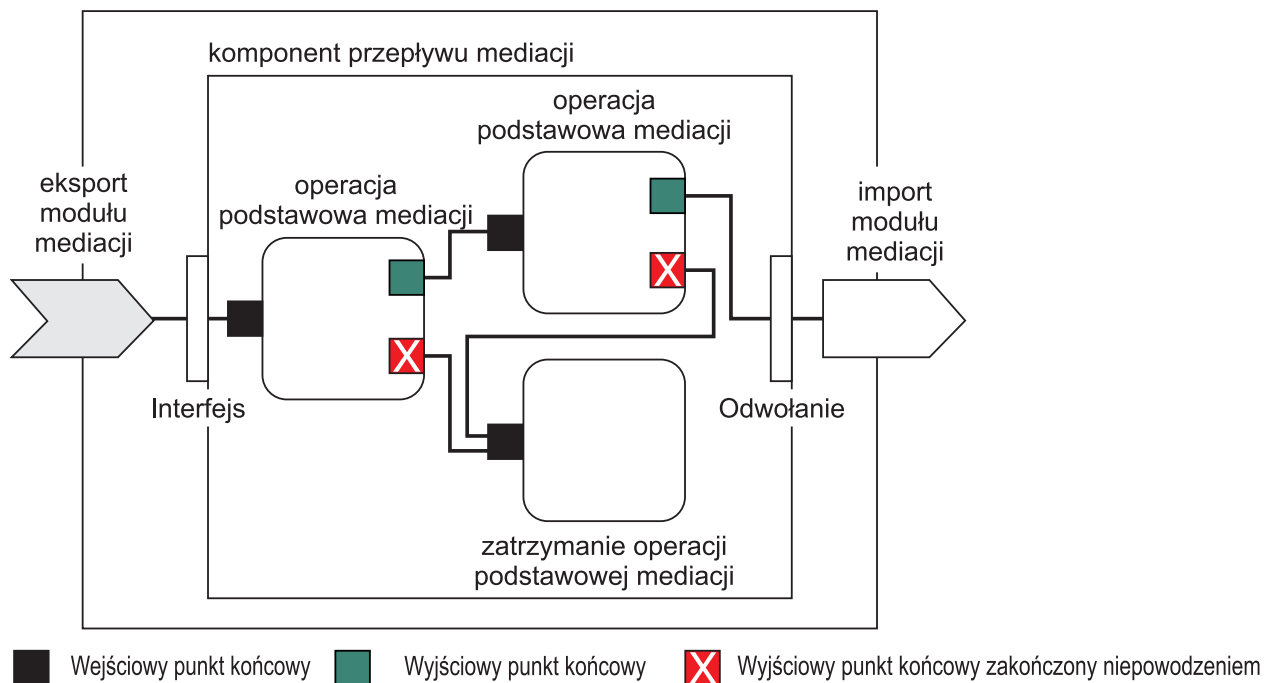 komponent przepływu mediacji
operacja
podstawowa mediacji
eksport
modułu
mediacji
operacja
podstawowa mediacji
import
modułu
mediacji
Interfejs
Odwołanie
zatrzymanie operacji
podstawowej mediacji
Wejściowy punkt końcowy
Wyjściowy punkt końcowy
Wyjściowy punkt końcowy zakończony niepowodzeniem